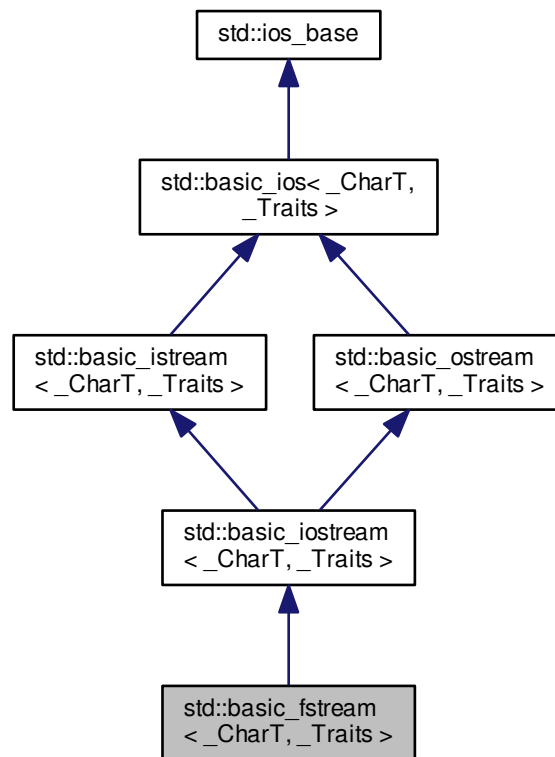 std::ios_base
std::basic_ios< _CharT,
_Traits >
std::basic_istream
< _CharT, _Traits >
std::basic_ostream
< _CharT, _Traits >
std::basic_iostream
< _CharT, _Traits >
std::basic_fstream
< _CharT, _Traits >